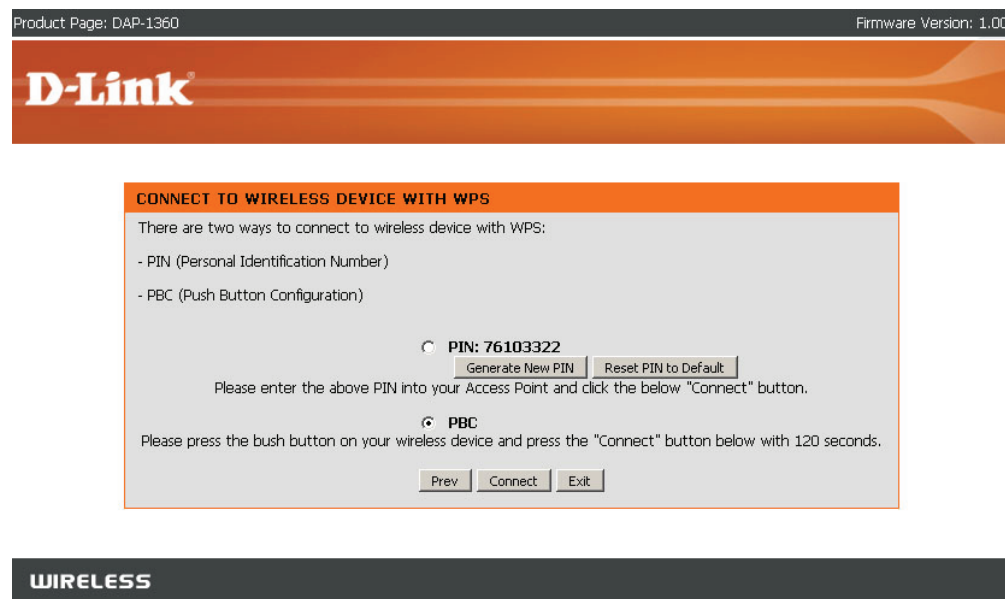 Product Page: DAP-1360 Firmware Version: 1.00
D-Link®
CONNECT TO WIRELESS DEVICE WITH WPS
There are two ways to connect to wireless device with WPS:
- PIN (Personal Identification Number)
- PBC (Push Button Configuration)
PIN: 76103322
Generate New PIN Reset PIN to Default
Please enter the above PIN into your Access Point and click the below "Connect" button.
PBC
Please press the bush button on your wireless device and press the "Connect" button below with 120 seconds.
Prev Connect Exit
WIRELESS